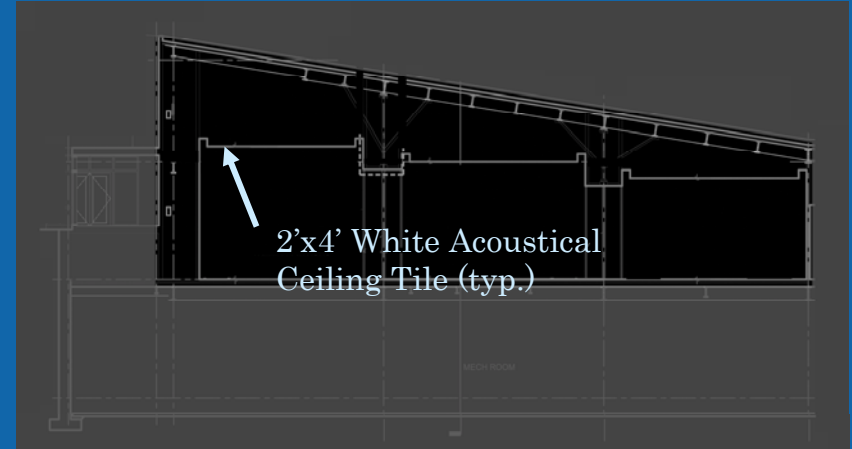 2’x4’ White Acoustical
Ceiling Tile (typ.)
MECH ROOM